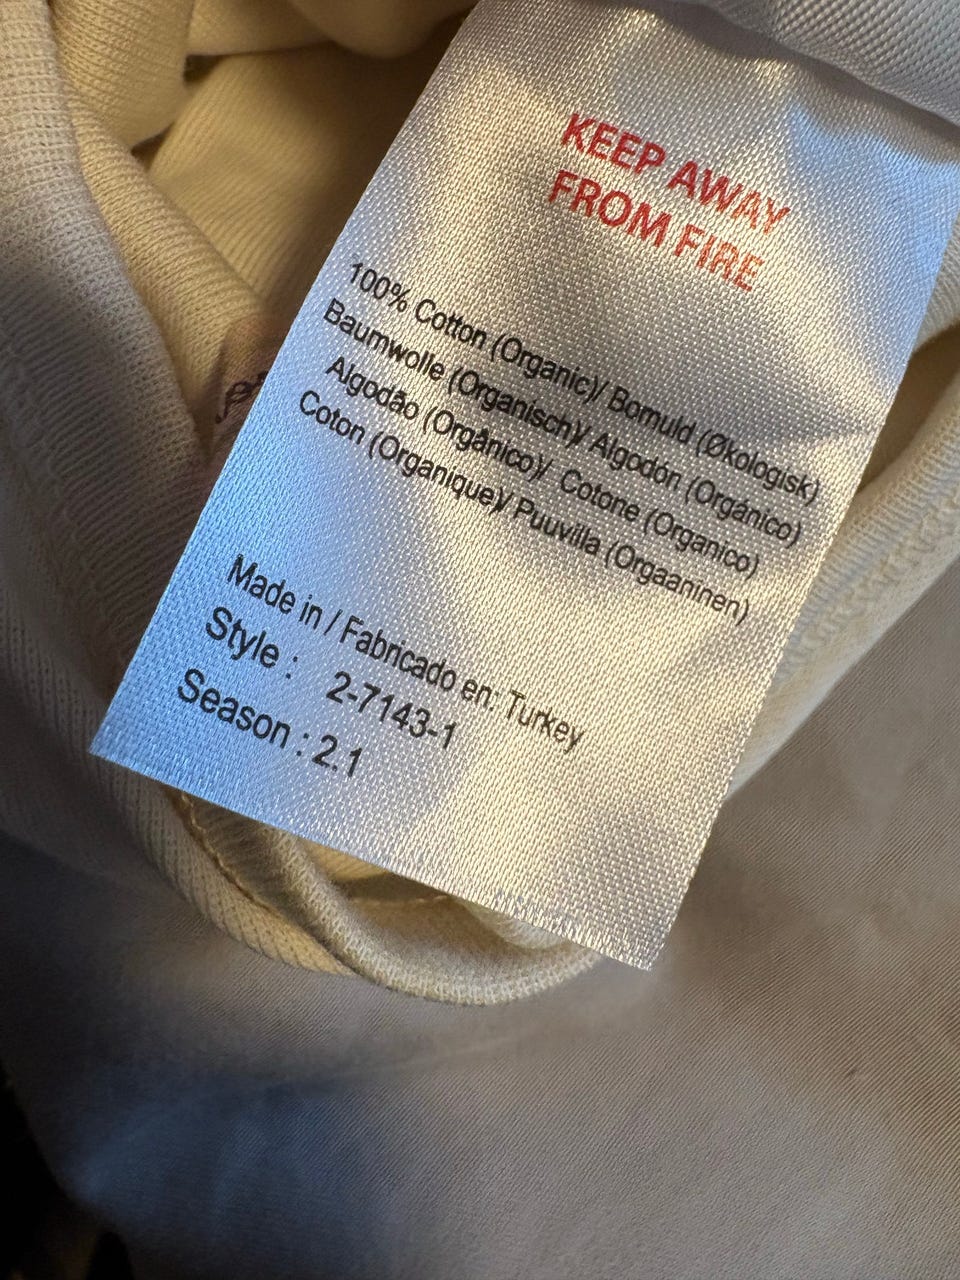 KEEP AWAY
FROM FIRE
100% Cotton (Organic)/ Bomuld (Økologisk)
Baumwolle (Organisch)/ Algodón (Orgánico)
Algodão (Orgânico)/ Cotone (Organico)
Coton (Organique)/ Puuvilla (Orgaaninen)
Made in / Fabricado en: Turkey
Style : 2-7143-1
Season : 2.1